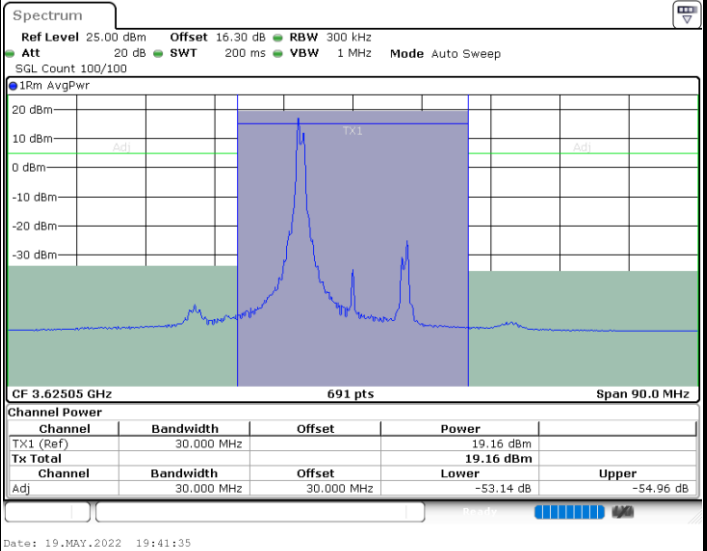 Spectrum
Ref Level 25.00 dBm Offset 16.30 dB RBW 300 kHz
Att 20 dB SWT 200 ms VBW 1 MHz Mode Auto Sweep
SGL Count 100/100
1Rm AvgPwr
20 dBm
TX1
10 dBm
Adj Adj
0 dBm
-10 dBm
-20 dBm
-30 dBm
CF 3.62505 GHz 691 pts Span 90.0 MHz
Channel Power
Channel Bandwidth Offset Power
TX1 (Ref) 30.000 MHz 19.16 dBm
Tx Total 19.16 dBm
Channel Bandwidth Offset Lower Upper
Adj 30.000 MHz 30.000 MHz -53.14 dB -54.96 dB
Ready
Date: 19.MAY.2022 19:41:35